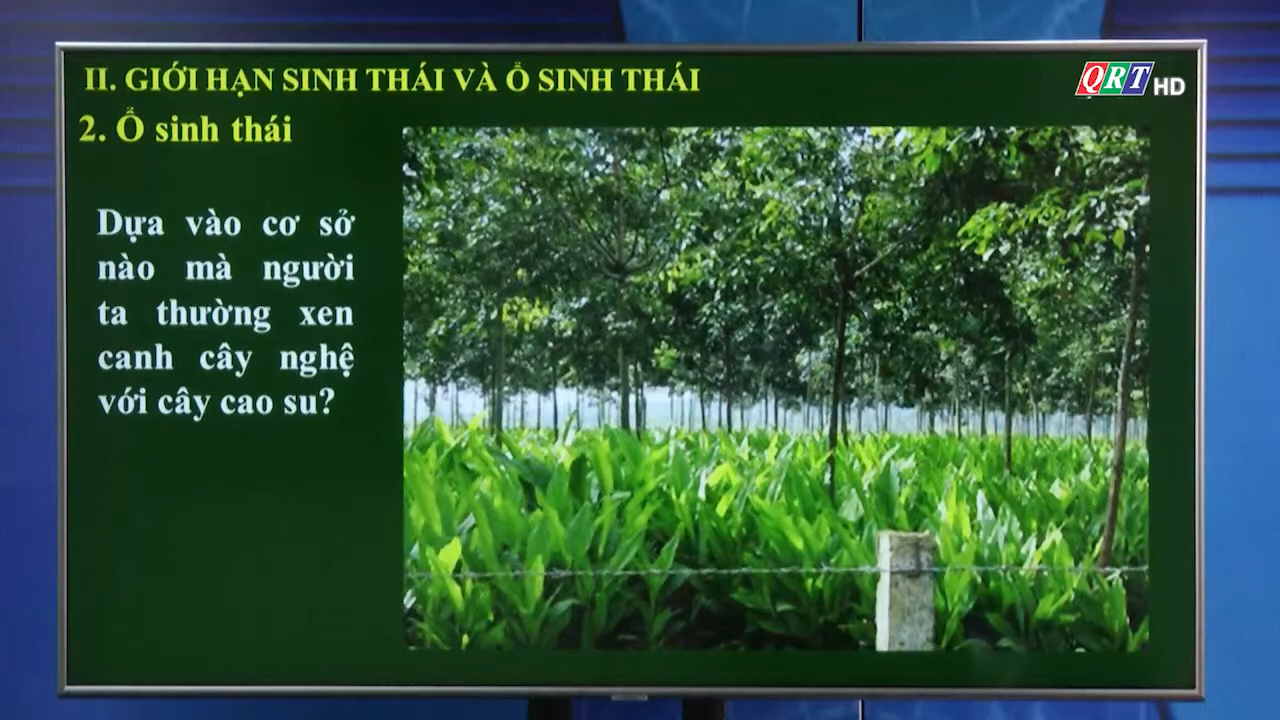 II. GIỚI HẠN SINH THÁI VÀ Ổ SINH THÁI
QRT HD
2. Ổ sinh thái
Dựa vào cơ sở
nào mà người
ta thường xen
canh cây nghệ
với cây cao su?